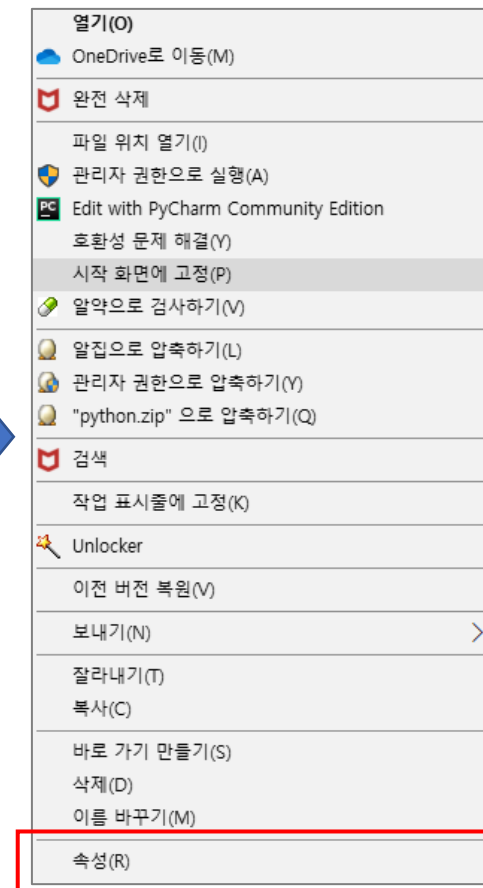 열기(O)
OneDrive로 이동(M)
완전 삭제
파일 위치 열기(I)
관리자 권한으로 실행(A)
PC Edit with PyCharm Community Edition
호환성 문제 해결(Y)
시작 화면에 고정(P)
알약으로 검사하기(V)
알집으로 압축하기(L)
관리자 권한으로 압축하기(Y)
"python.zip" 으로 압축하기(Q)
검색
작업 표시줄에 고정(K)
Unlocker
이전 버전 복원(V)
보내기(N)
잘라내기(T)
복사(C)
바로 가기 만들기(S)
삭제(D)
이름 바꾸기(M)
속성(R)